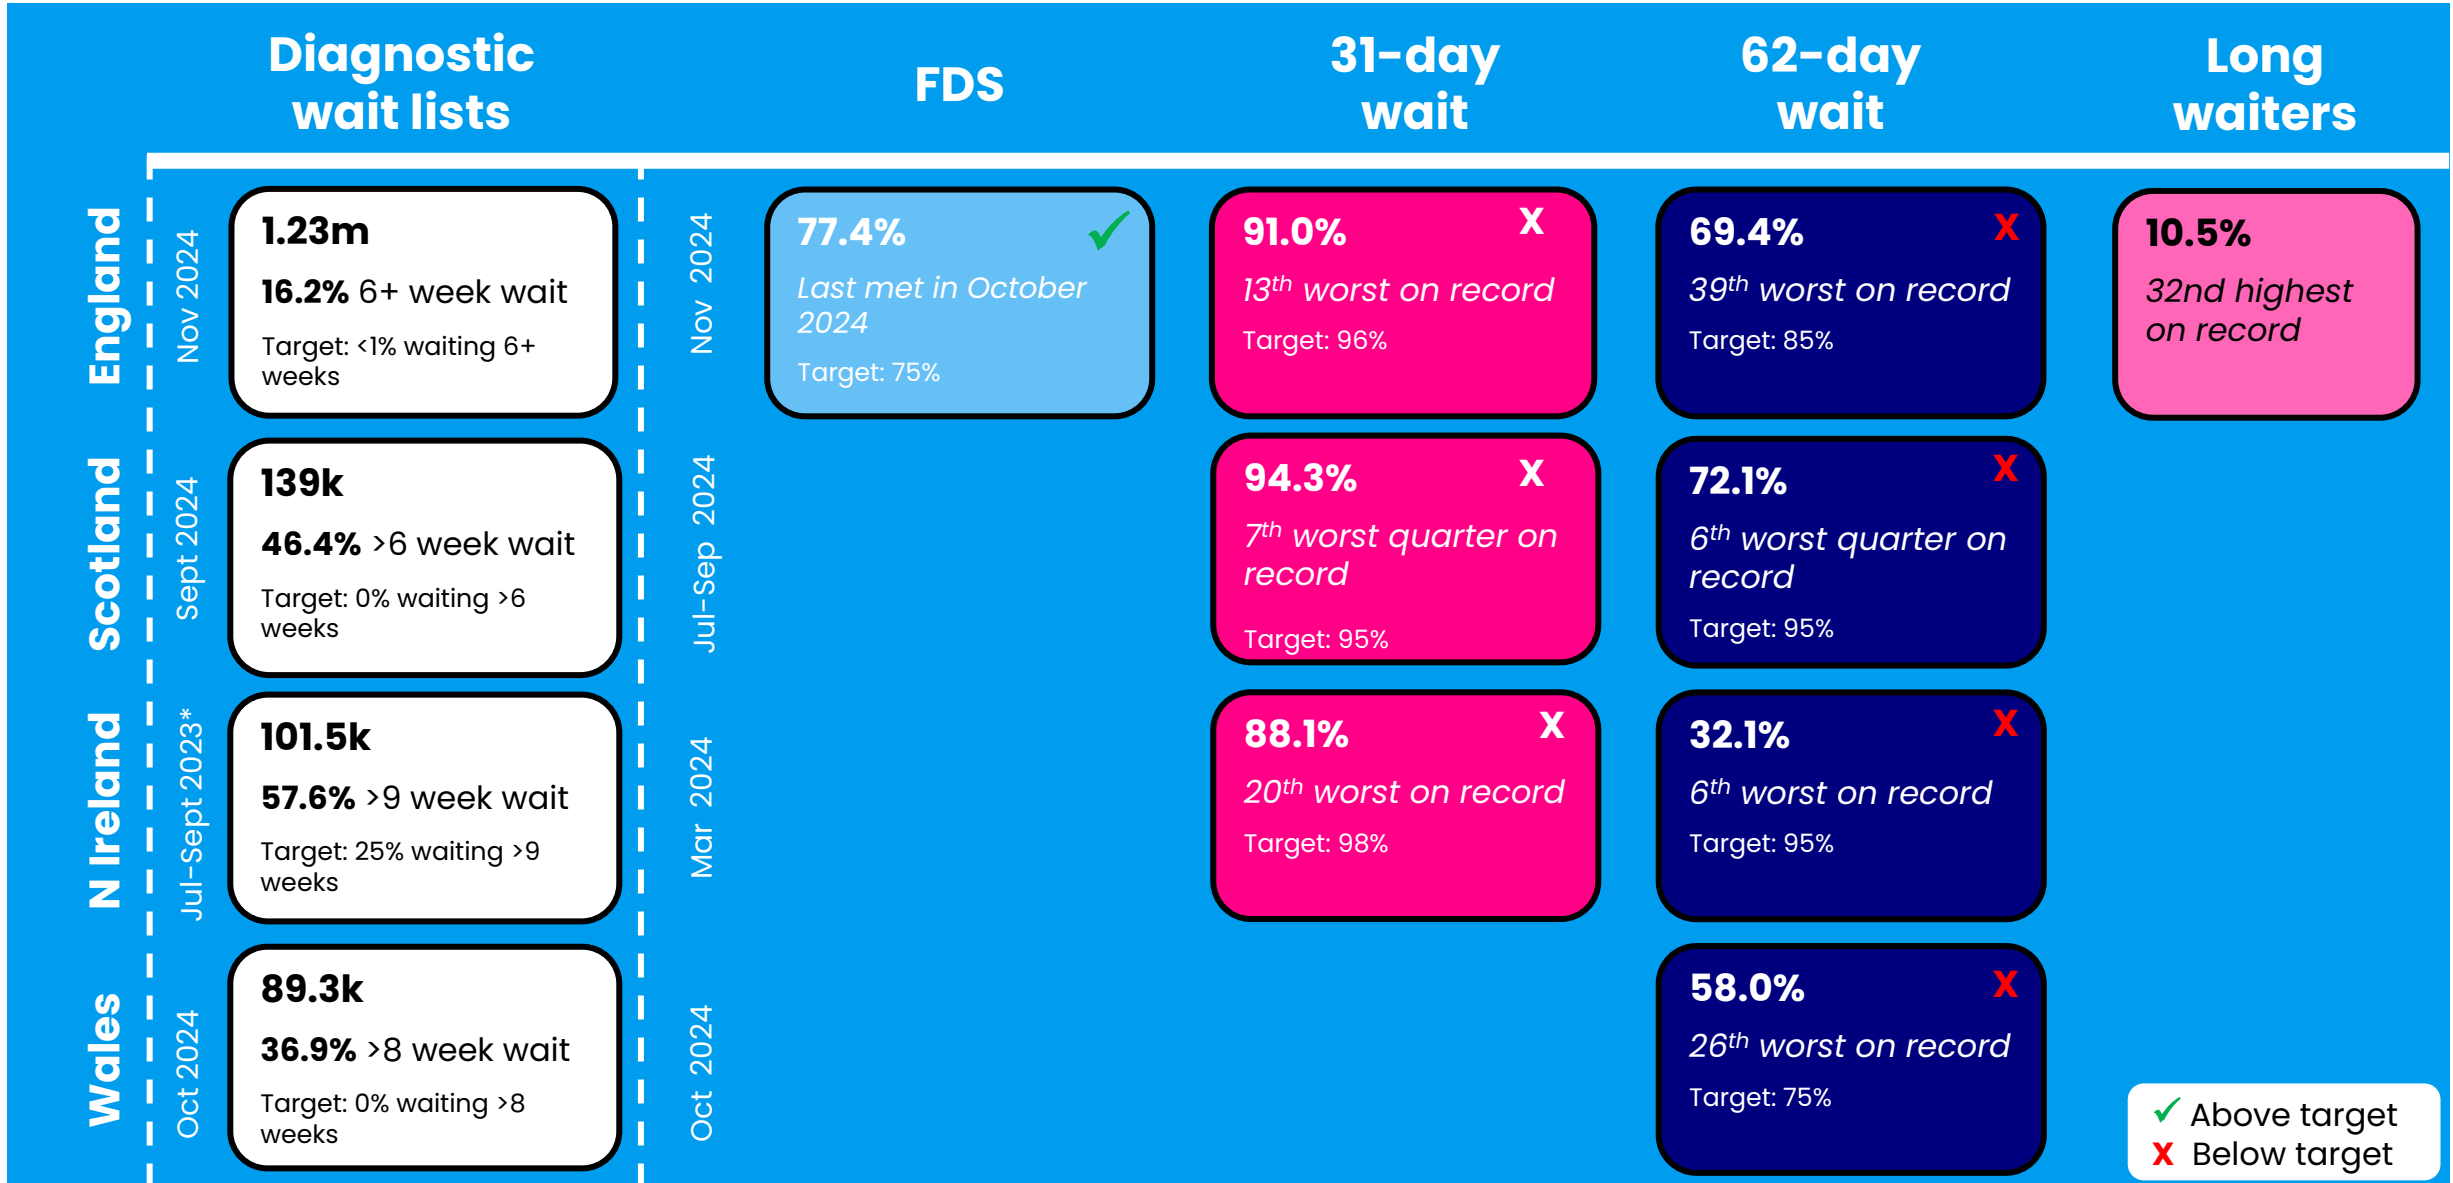 Diagnostic
wait lists
FDS
31-day
wait
62-day
wait
Long
waiters
England
Nov 2024
1.23m
16.2% 6+ week wait
Target: <1% waiting 6+
weeks
Nov 2024
77.4%
Last met in October
2024
Target: 75%
91.0%
X
13th worst on record
Target: 96%
69.4%
X
39th worst on record
Target: 85%
10.5%
32nd highest
on record
Scotland
Sept 2024
139k
46.4% >6 week wait
Target: 0% waiting >6
weeks
Jul-Sep 2024
94.3%
X
7th worst quarter on
record
Target: 95%
72.1%
X
6th worst quarter on
record
Target: 95%
N Ireland
Jul-Sept 2023*
101.5k
57.6% >9 week wait
Target: 25% waiting >9
weeks
Mar 2024
88.1%
X
20th worst on record
Target: 98%
32.1%
X
6th worst on record
Target: 95%
Wales
Oct 2024
89.3k
36.9% >8 week wait
Target: 0% waiting >8
weeks
Oct 2024
58.0%
X
26th worst on record
Target: 75%
✓ Above target
X Below target